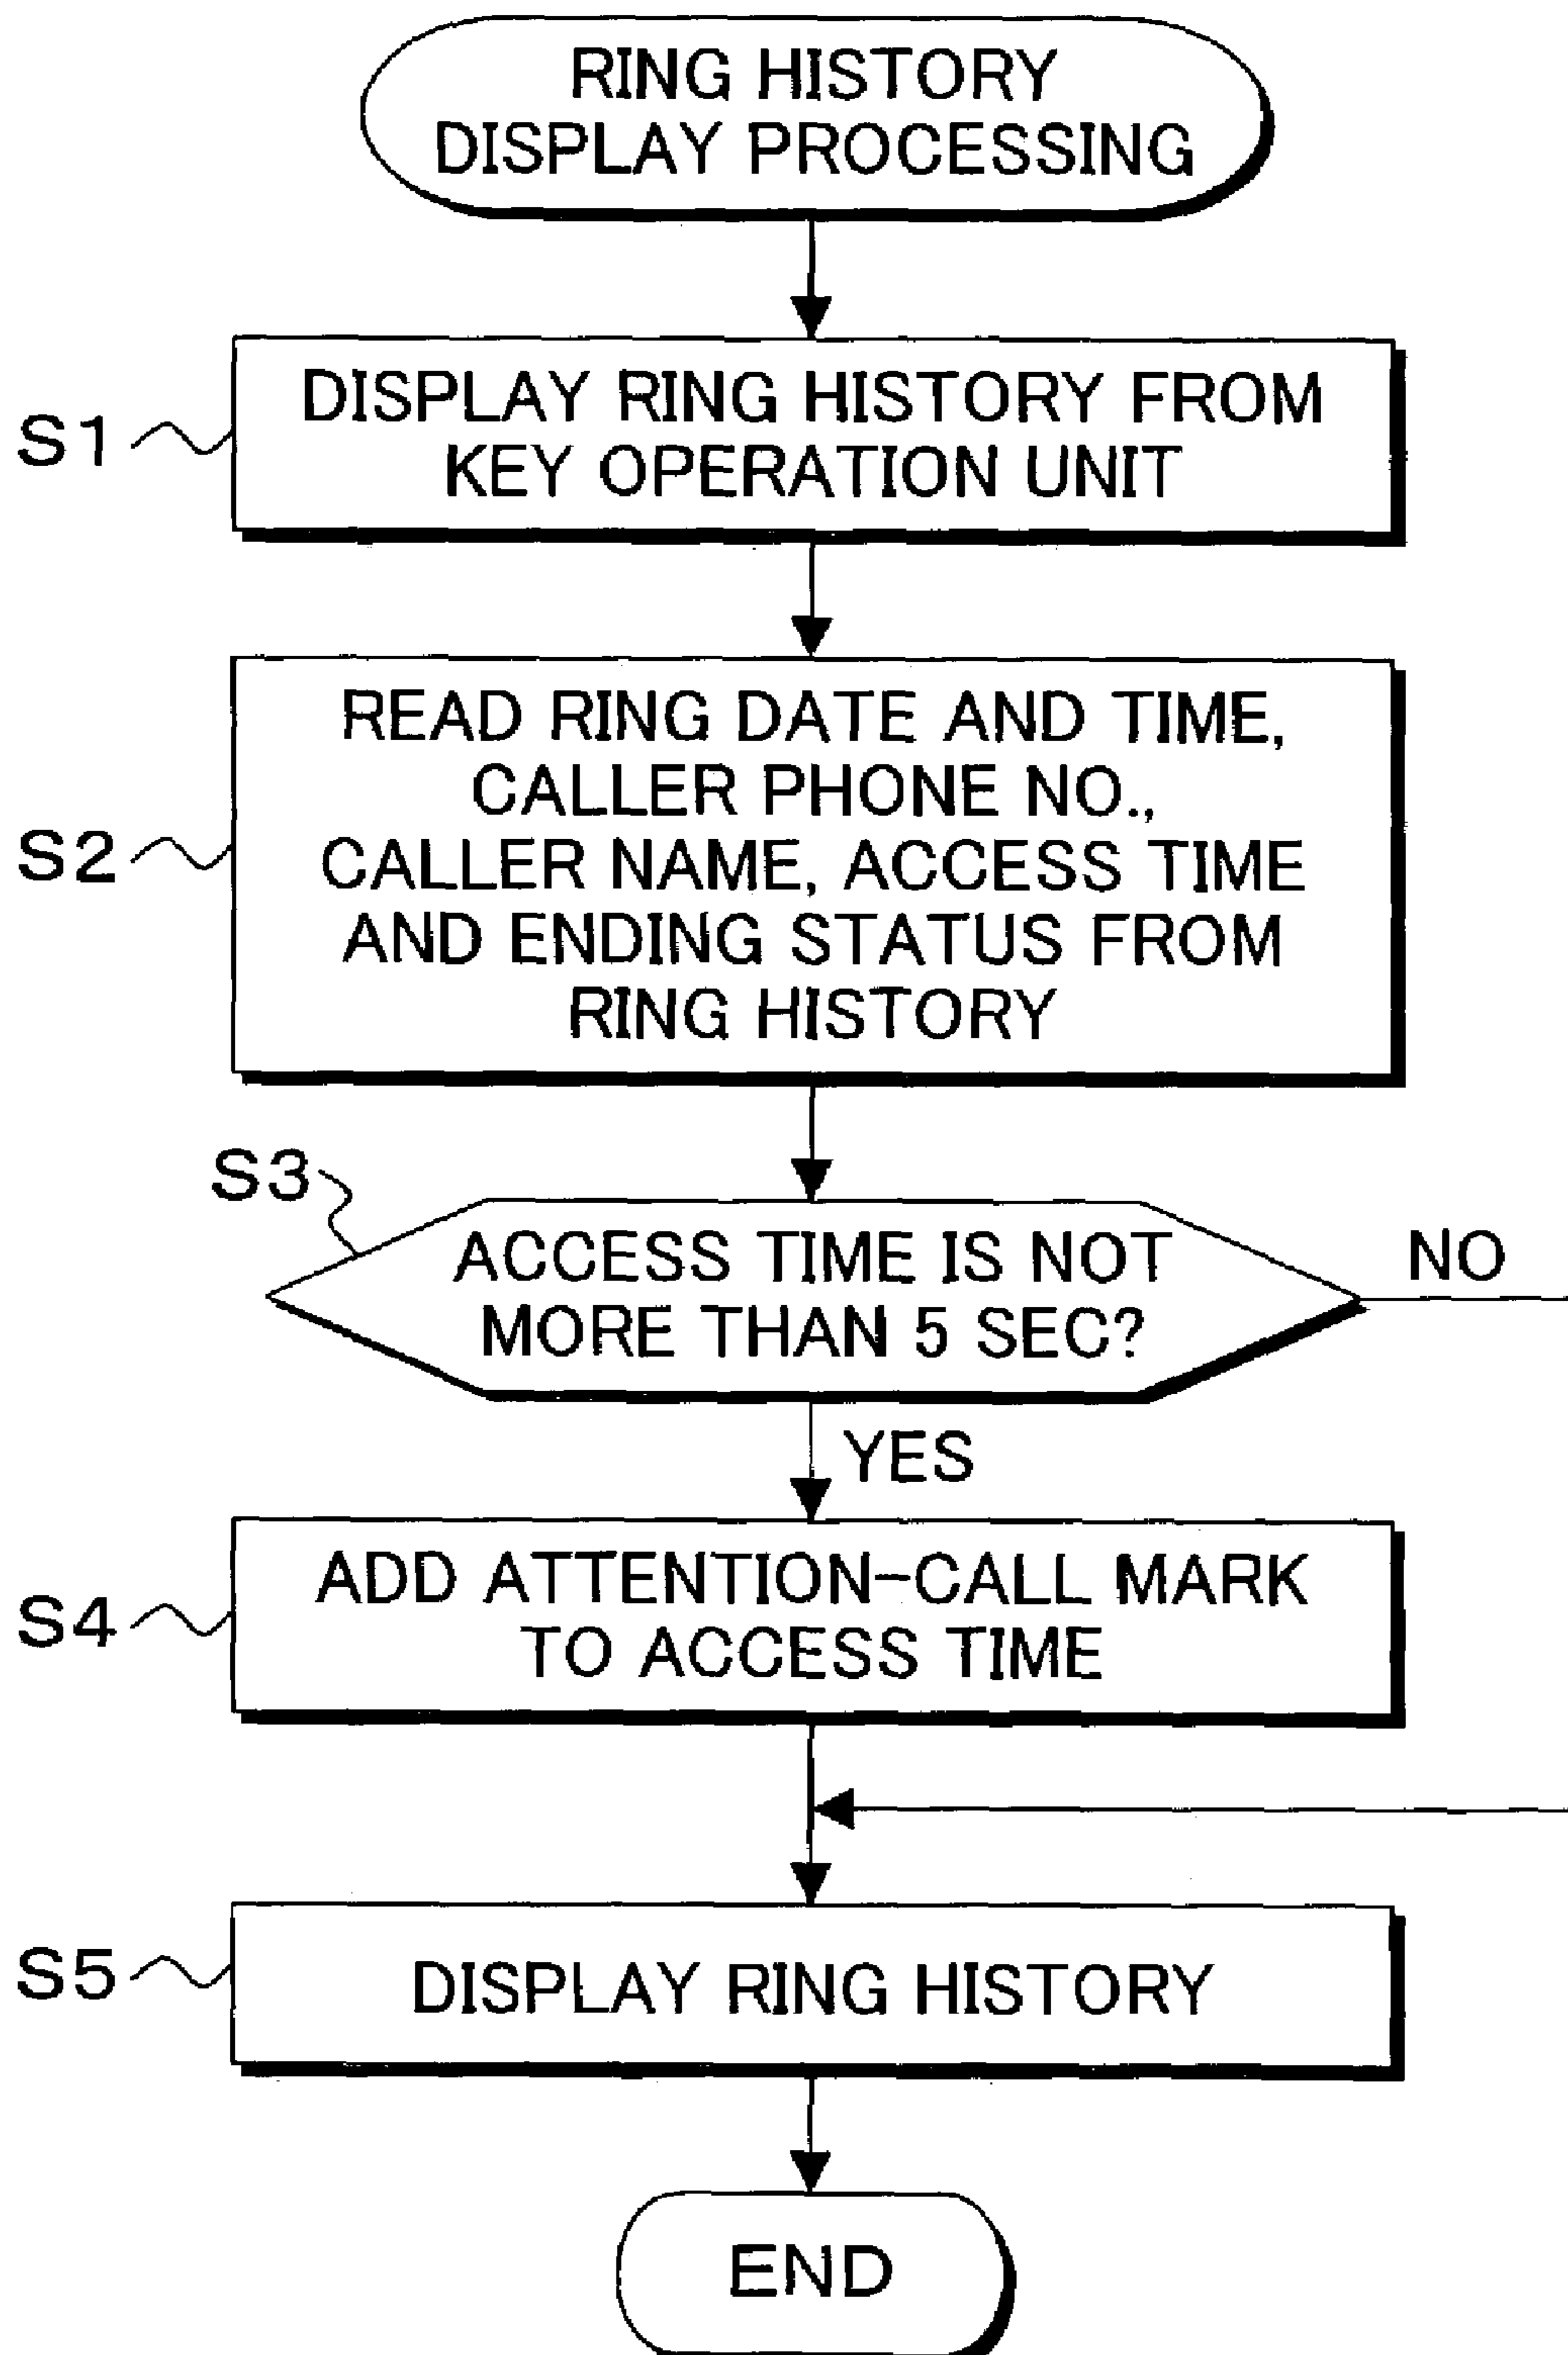 RING HISTORY
DISPLAY PROCESSING
S1
DISPLAY RING HISTORY FROM
KEY OPERATION UNIT
S2
READ RING DATE AND TIME,
CALLER PHONE NO.,
CALLER NAME, ACCESS TIME
AND ENDING STATUS FROM
RING HISTORY
S3
ACCESS TIME IS NOT
MORE THAN 5 SEC?
NO
YES
S4
ADD ATTENTION-CALL MARK
TO ACCESS TIME
S5
DISPLAY RING HISTORY
END